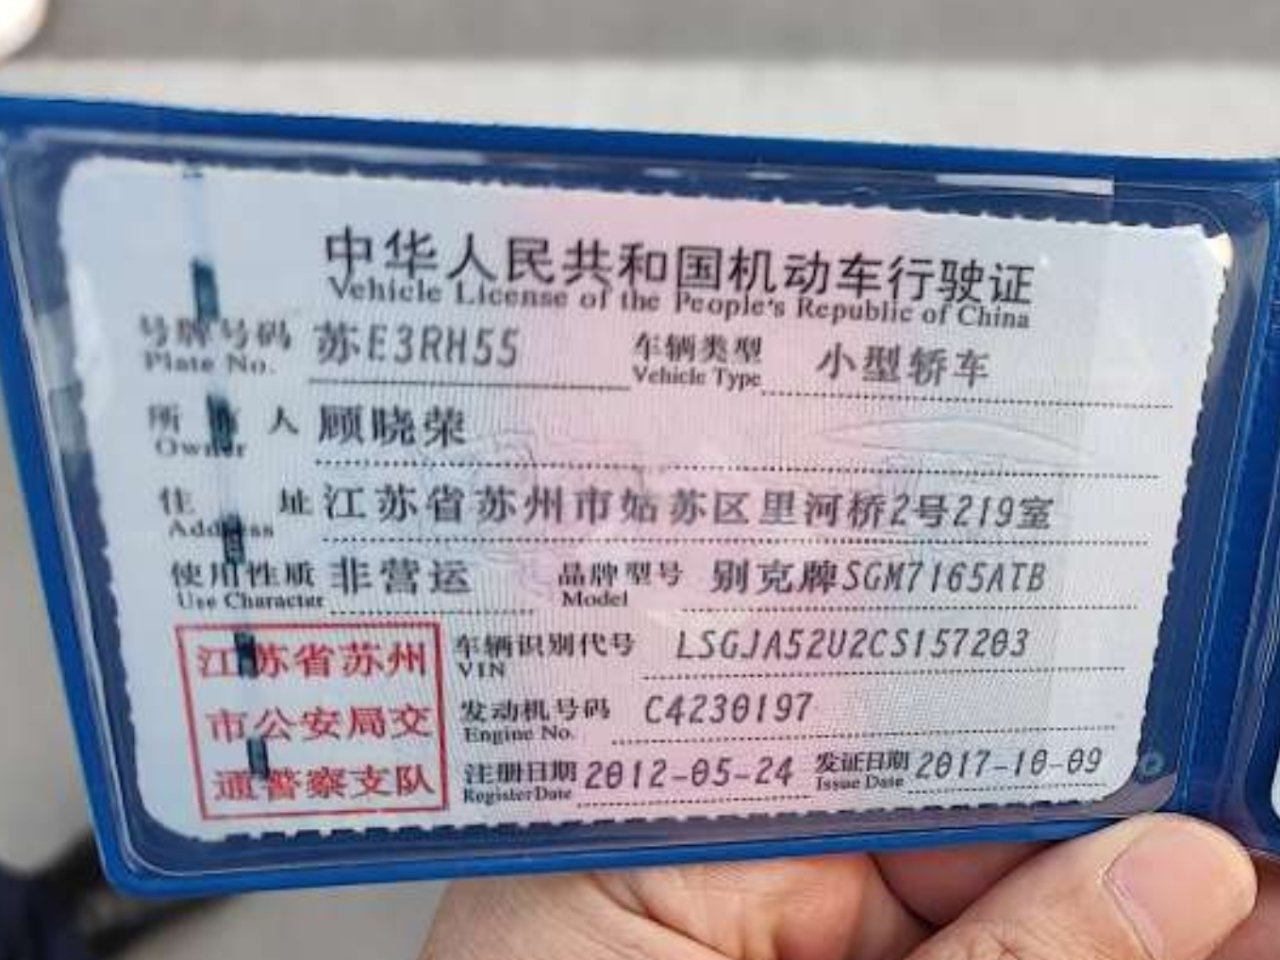 中华人民共和国机动车行驶证
Vehicle License of the People's Republic of China
号牌号码 苏E3RH55 车辆类型 小型轿车
Plate No. Vehicle Type
所 人 顾晓荣
Owner
住 址 江苏省苏州市姑苏区里河桥2号219室
Address
使用性质 非营运 品牌型号 别克牌SGM7165ATB
Use Character Model
江苏省苏州
市公安局交
通警察支队
车辆识别代号 LSGJA52U2CS157203
VIN
发动机号码 C4230197
Engine No.
注册日期 2012-05-24 发证日期 2017-10-09
Register Date Issue Date